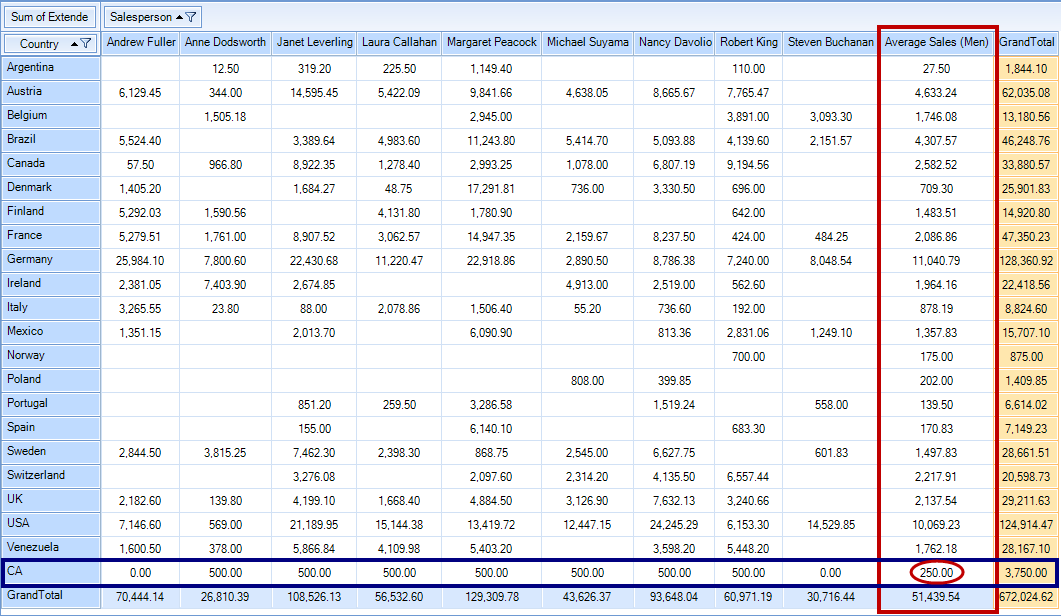 Sum of Extende Salesperson
Country Andrew Fuller Anne Dodsworth Janet Leverling Laura Callahan Margaret Peacock Michael Suyama Nancy Davolio Robert King Steven Buchanan Average Sales (Men) GrandTotal
Argentina 12.50 319.20 225.50 1,149.40 110.00 27.50 1,844.10
Austria 6,129.45 344.00 14,595.45 5,422.09 9,841.66 4,638.05 8,665.67 7,765.47 4,633.24 62,035.08
Belgium 1,505.18 2,945.00 3,891.00 3,093.30 1,746.08 13,180.56
Brazil 5,524.40 3,389.64 4,983.60 11,243.80 5,414.70 5,093.88 4,139.60 2,151.57 4,307.57 46,248.76
Canada 57.50 966.80 8,922.35 1,278.40 2,993.25 1,078.00 6,807.19 9,194.56 2,582.52 33,880.57
Denmark 1,405.20 1,684.27 48.75 17,291.81 736.00 3,330.50 696.00 709.30 25,901.83
Finland 5,292.03 1,590.56 4,131.80 1,780.90 642.00 1,483.51 14,920.80
France 5,279.51 1,761.00 8,907.52 3,062.57 14,947.35 2,159.67 8,237.50 424.00 484.25 2,086.86 47,350.23
Germany 25,984.10 7,800.60 22,430.68 11,220.47 22,918.86 2,890.50 8,786.38 7,240.00 8,048.54 11,040.79 128,360.92
Ireland 2,381.05 7,403.90 2,674.85 4,913.00 2,519.00 562.60 1,964.16 22,418.56
Italy 3,265.55 23.80 88.00 2,078.86 1,506.40 55.20 736.60 192.00 878.19 8,824.60
Mexico 1,351.15 2,013.70 6,090.90 813.36 2,831.06 1,249.10 1,357.83 15,707.10
Norway 700.00 175.00 875.00
Poland 808.00 399.85 202.00 1,409.85
Portugal 851.20 259.50 3,286.58 1,519.24 558.00 139.50 6,614.02
Spain 155.00 6,140.10 683.30 170.83 7,149.23
Sweden 2,844.50 3,815.25 7,462.30 2,398.30 868.75 2,545.00 6,627.75 601.83 1,497.83 28,661.51
Switzerland 3,276.08 2,097.60 2,314.20 4,135.50 6,557.44 2,217.91 20,598.73
UK 2,182.60 139.80 4,199.10 1,668.40 4,884.50 3,126.90 7,632.13 3,240.66 2,137.54 29,211.63
USA 7,146.60 569.00 21,189.95 15,144.38 13,419.72 12,447.15 24,245.29 6,153.30 14,529.85 10,069.23 124,914.47
Venezuela 1,600.50 378.00 5,866.84 4,109.98 5,403.20 3,598.20 5,448.20 1,762.18 28,167.10
CA 0.00 500.00 500.00 500.00 500.00 500.00 500.00 500.00 0.00 250.00 3,750.00
GrandTotal 70,444.14 26,810.39 108,526.13 56,532.60 129,309.78 43,626.37 93,648.04 60,971.19 30,716.44 51,439.54 672,024.62